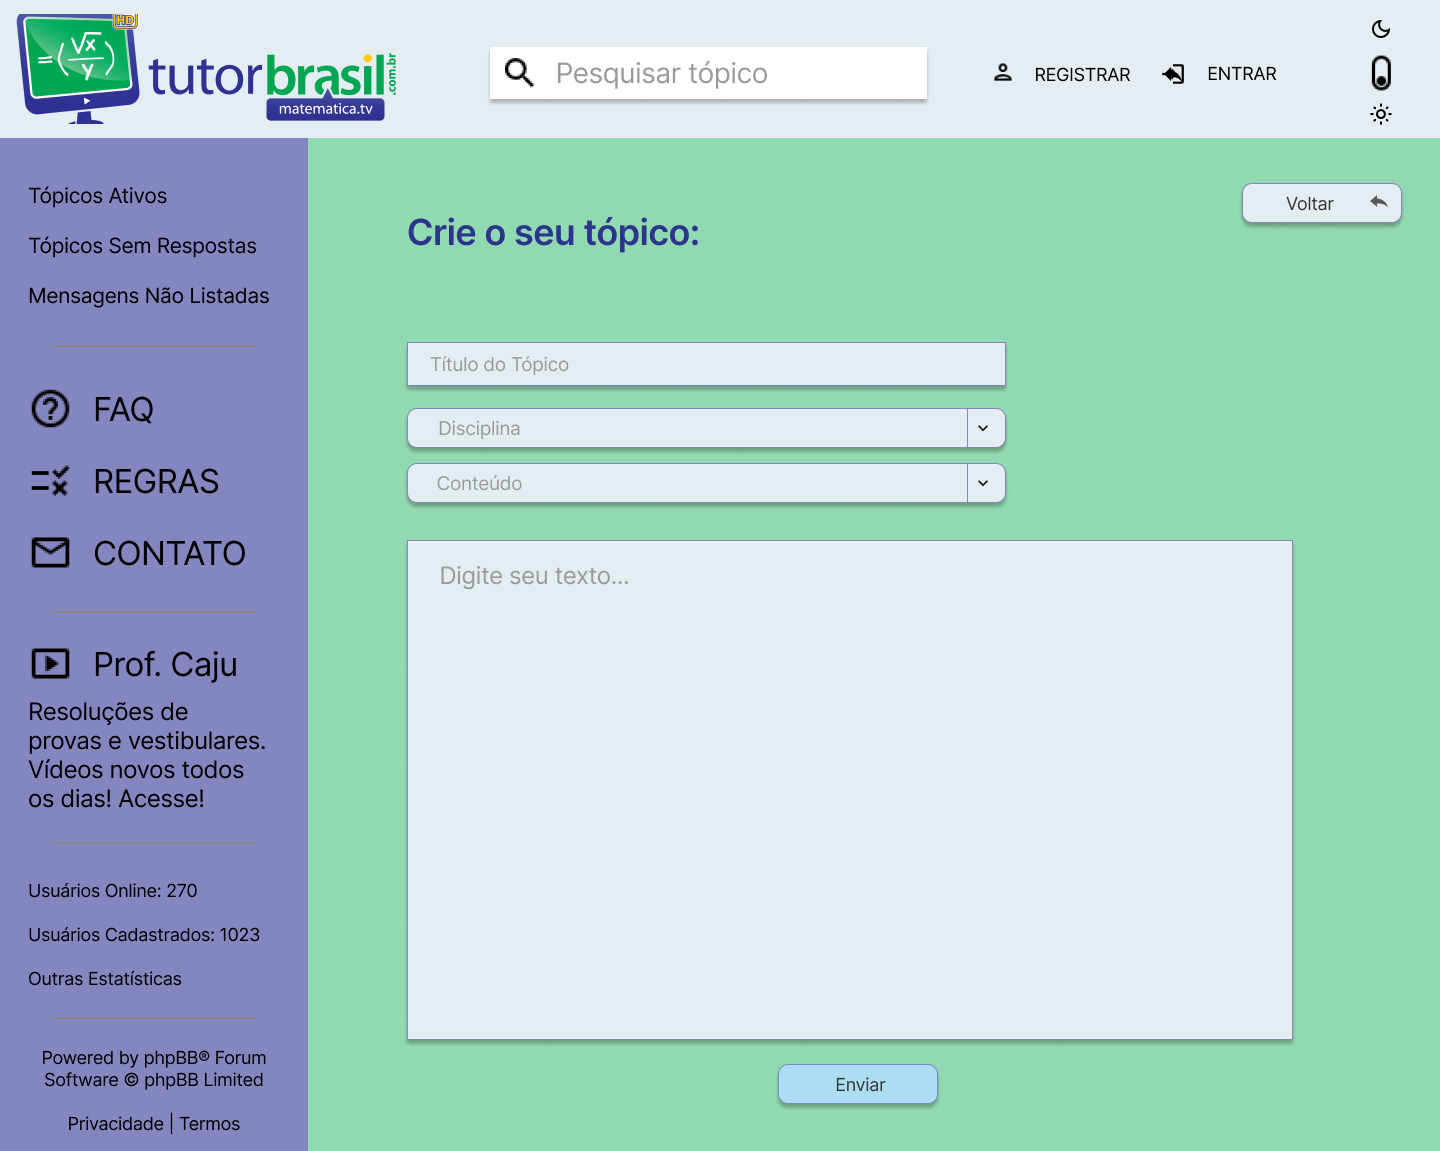 HD
=(√x/y)
tutorbrasil
.com.br
matematica.tv
Pesquisar tópico
REGISTRAR
ENTRAR
Tópicos Ativos
Tópicos Sem Respostas
Mensagens Não Listadas
FAQ
REGRAS
CONTATO
Prof. Caju
Resoluções de
provas e vestibulares.
Vídeos novos todos
os dias! Acesse!
Usuários Online: 270
Usuários Cadastrados: 1023
Outras Estatísticas
Powered by phpBB® Forum
Software © phpBB Limited
Privacidade | Termos
Voltar
Crie o seu tópico:
Título do Tópico
Disciplina
Conteúdo
Digite seu texto...
Enviar